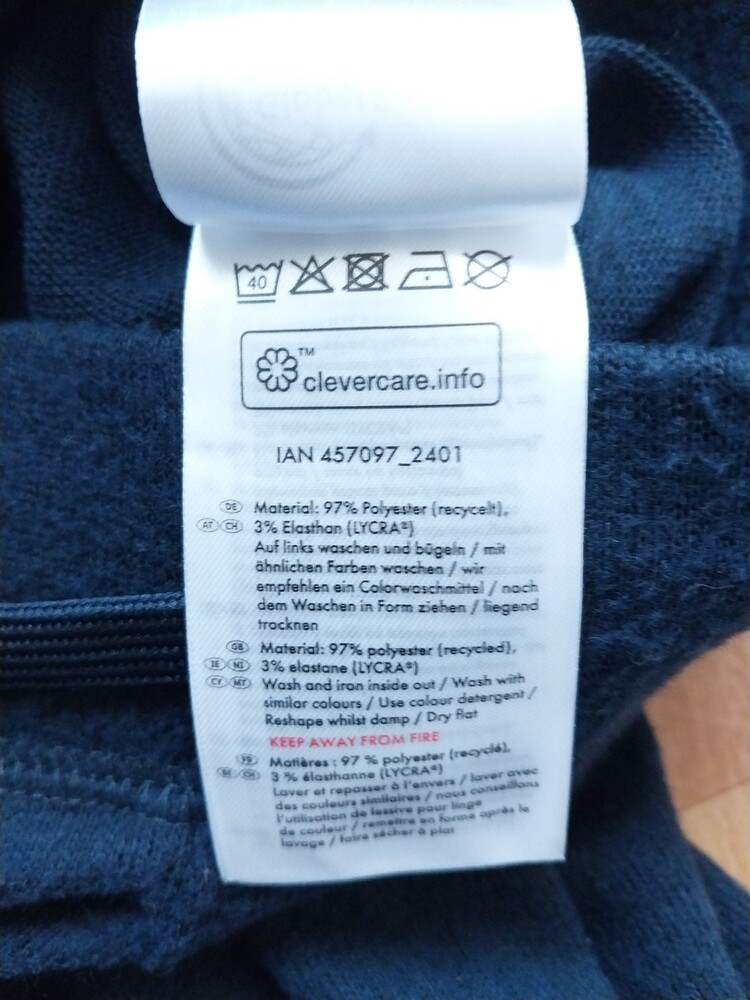 40
clevercare.info™
IAN 457097_2401
DE Material: 97% Polyester (recycelt),
AT CH 3% Elasthan (LYCRA®)
Auf links waschen und bügeln / mit
ähnlichen Farben waschen / wir
empfehlen ein Colorwaschmittel / nach
dem Waschen in Form ziehen / liegend
trocknen
GB Material: 97% polyester (recycled),
IE NI 3% elastane (LYCRA®)
CY MT Wash and iron inside out / Wash with
similar colours / Use colour detergent /
Reshape whilst damp / Dry flat
KEEP AWAY FROM FIRE
FR Matières : 97 % polyester (recyclé),
BE CH 3 % élasthanne (LYCRA®)
Laver et repasser à l'envers / laver avec
des couleurs similaires / nous conseillons
l'utilisation de lessive pour linge
de couleur / remettre en forme après le
lavage / faire sécher à plat